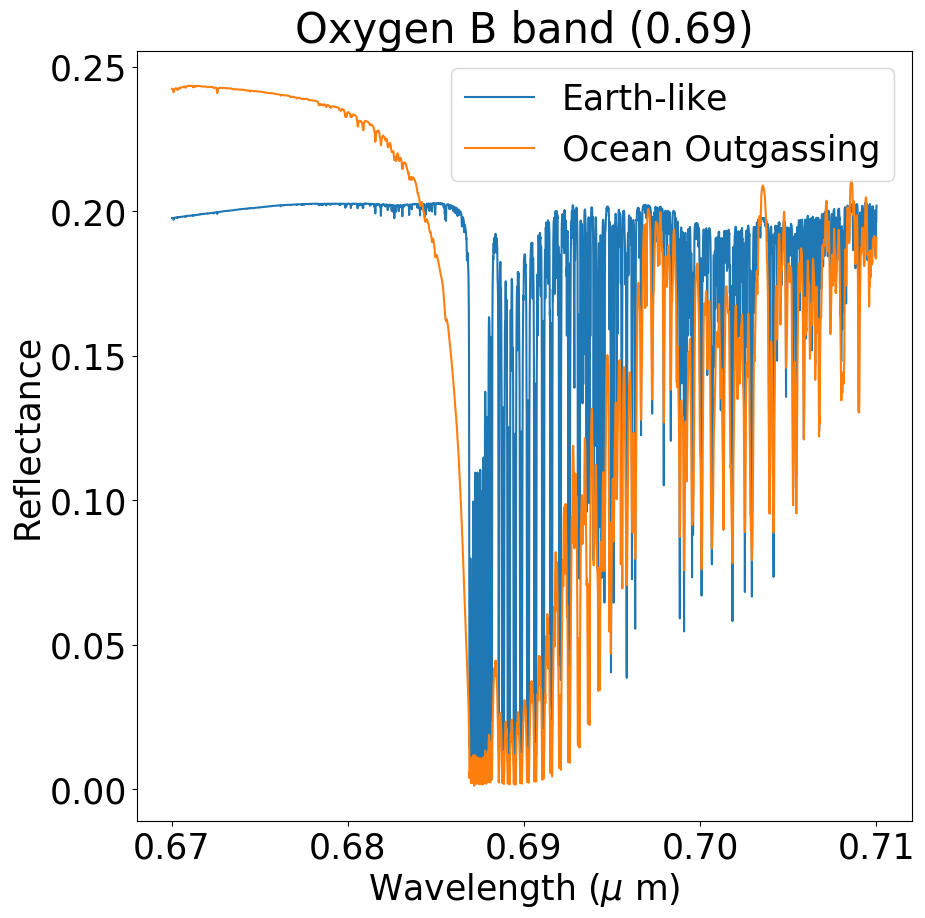 Oxygen B band (0.69)
Earth-like
Ocean Outgassing
Reflectance
0.25
0.20
0.15
0.10
0.05
0.00
0.67
0.68
0.69
0.70
0.71
Wavelength (μ m)